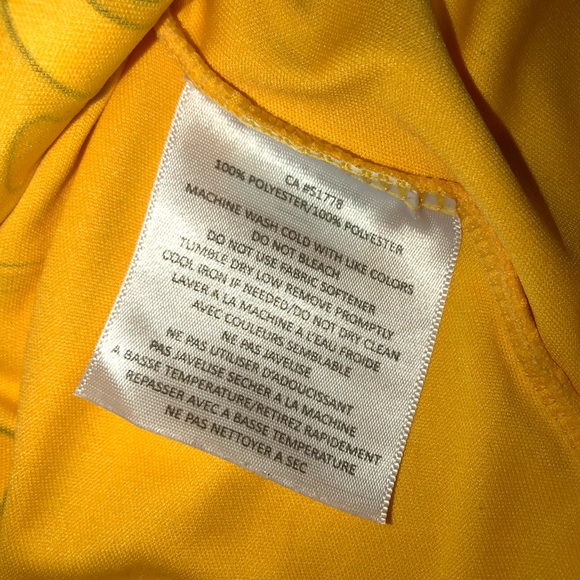 CA #51778
100% POLYESTER/100% POLYESTER
MACHINE WASH COLD WITH LIKE COLORS
DO NOT BLEACH
DO NOT USE FABRIC SOFTENER
TUMBLE DRY LOW REMOVE PROMPTLY
COOL IRON IF NEEDED/DO NOT DRY CLEAN
LAVER A LA MACHINE A L'EAU FROIDE
AVEC COULEURS SEMBLABLE
NE PAS JAVELISE
NE PAS UTILISER D'ADOUCISSANT
PAS JAVELISE SECHER A LA MACHINE
A BASSE TEMPERATURE/RETIREZ RAPIDEMENT
REPASSER AVEC A BASSE TEMPERATURE
NE PAS NETTOYER A SEC